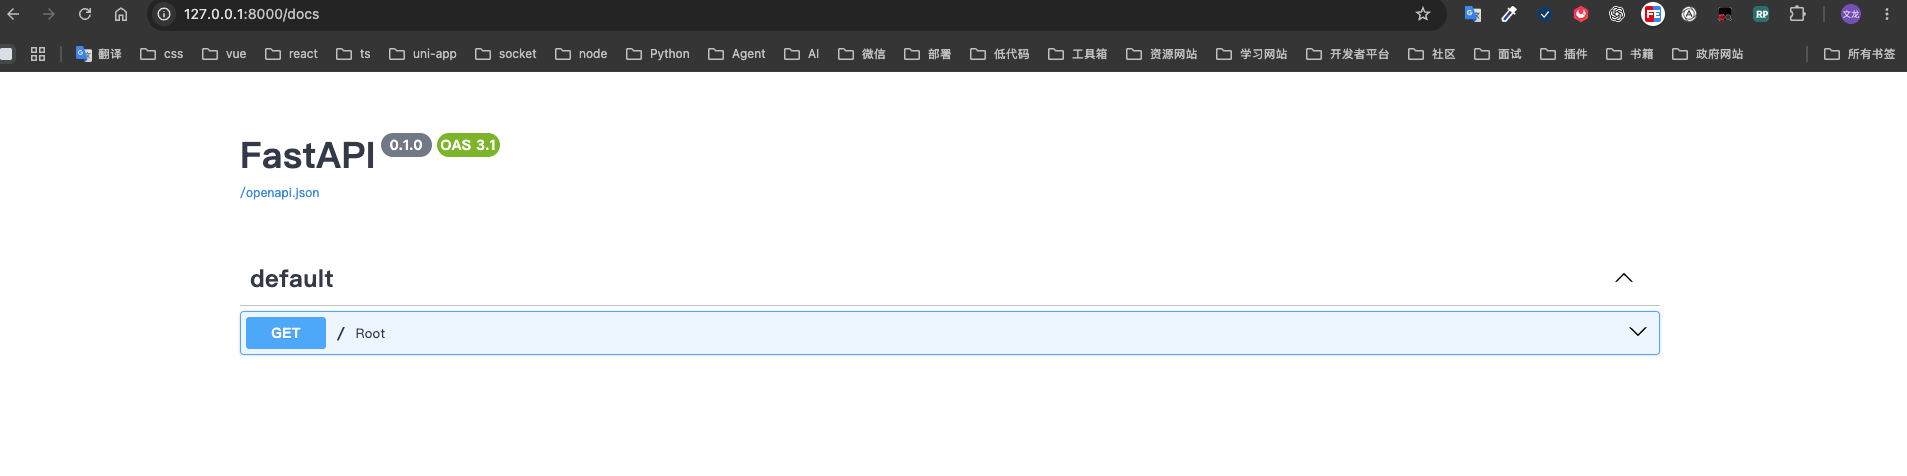 127.0.0.1:8000/docs
文龙
翻译 css vue react ts uni-app socket node Python Agent AI 微信 部署 低代码 工具箱 资源网站 学习网站 开发者平台 社区 面试 插件 书籍 政府网站 所有书签
FastAPI 0.1.0 OAS 3.1
/openapi.json
default
GET / Root